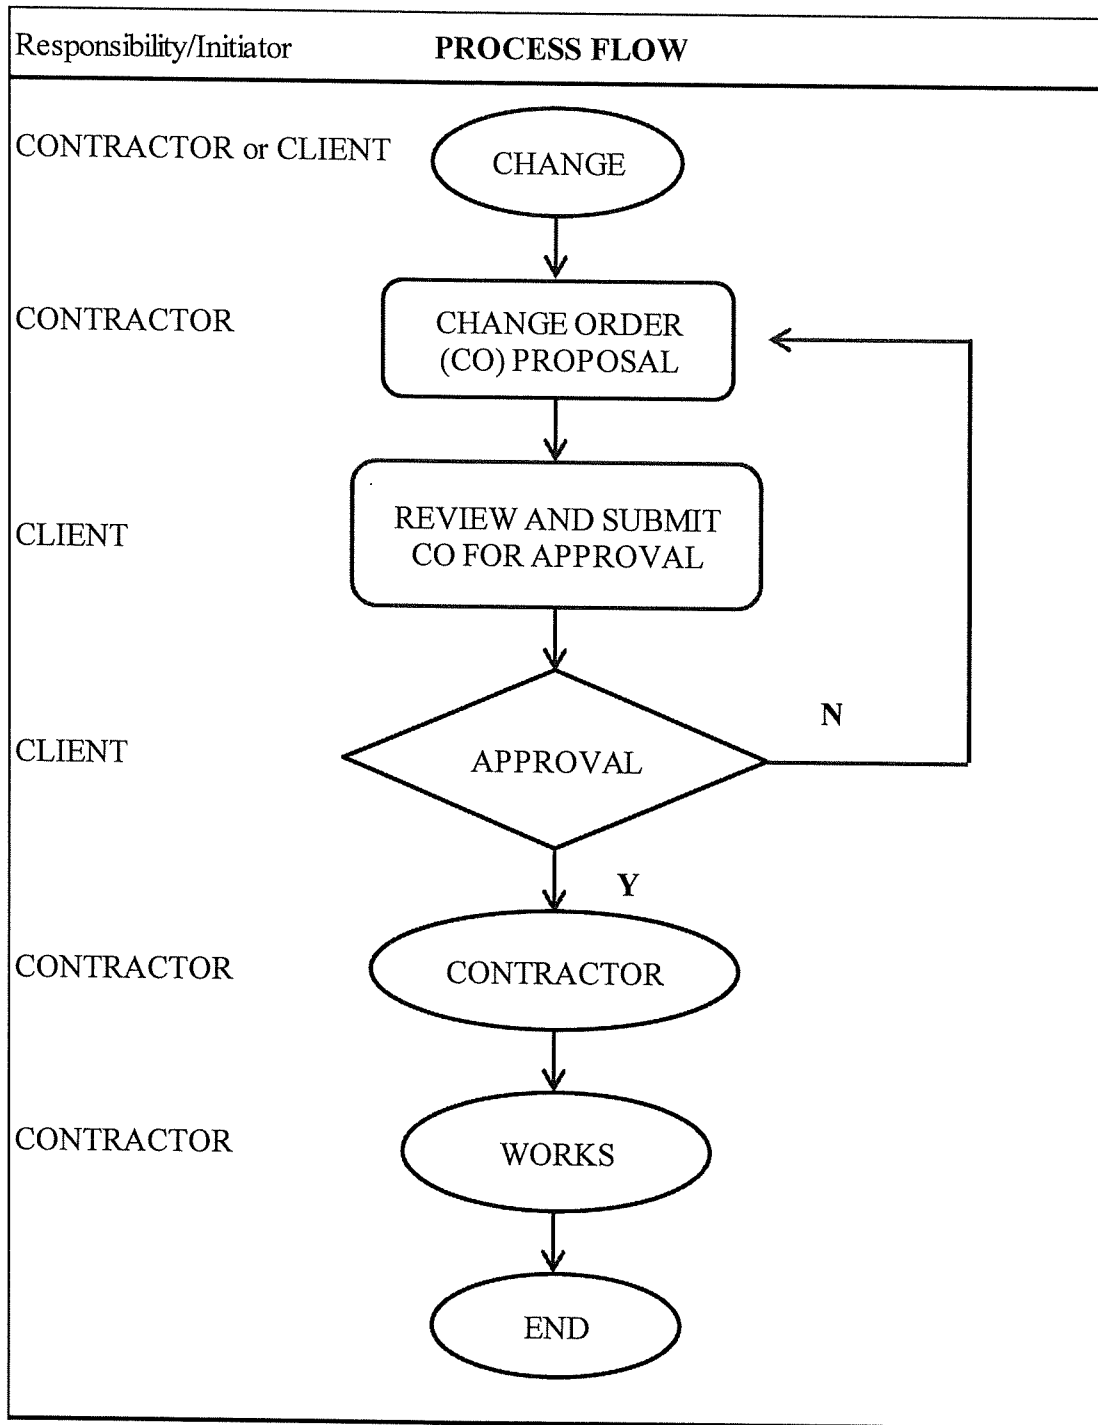 Responsibility/Initiator PROCESS FLOW
CONTRACTOR or CLIENT
CHANGE
CONTRACTOR
CHANGE ORDER
(CO) PROPOSAL
CLIENT
REVIEW AND SUBMIT
CO FOR APPROVAL
N
CLIENT
APPROVAL
Y
CONTRACTOR
CONTRACTOR
CONTRACTOR
WORKS
END